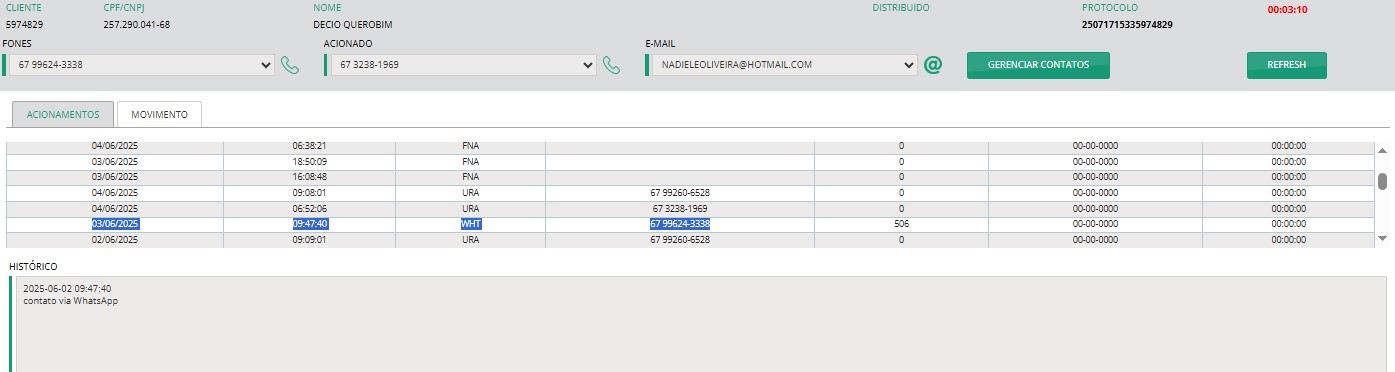 CLIENTE CPF/CNPJ NOME DISTRIBUIDO PROTOCOLO 00:03:10
5974829 257.290.041-68 DECIO QUEROBIM 25071715335974829
FONES ACIONADO E-MAIL
67 99624-3338 67 3238-1969 NADIELEOLIVEIRA@HOTMAIL.COM @ GERENCIAR CONTATOS REFRESH
ACIONAMENTOS MOVIMENTO
04/06/2025 06:38:21 FNA 0 00-00-0000 00:00:00
03/06/2025 18:50:09 FNA 0 00-00-0000 00:00:00
03/06/2025 16:08:48 FNA 0 00-00-0000 00:00:00
04/06/2025 09:08:01 URA 67 99260-6528 0 00-00-0000 00:00:00
04/06/2025 06:52:06 URA 67 3238-1969 0 00-00-0000 00:00:00
03/06/2025 09:47:40 WHT 67 99624-3338 506 00-00-0000 00:00:00
02/06/2025 09:09:01 URA 67 99260-6528 0 00-00-0000 00:00:00
HISTÓRICO
2025-06-02 09:47:40
contato via WhatsApp